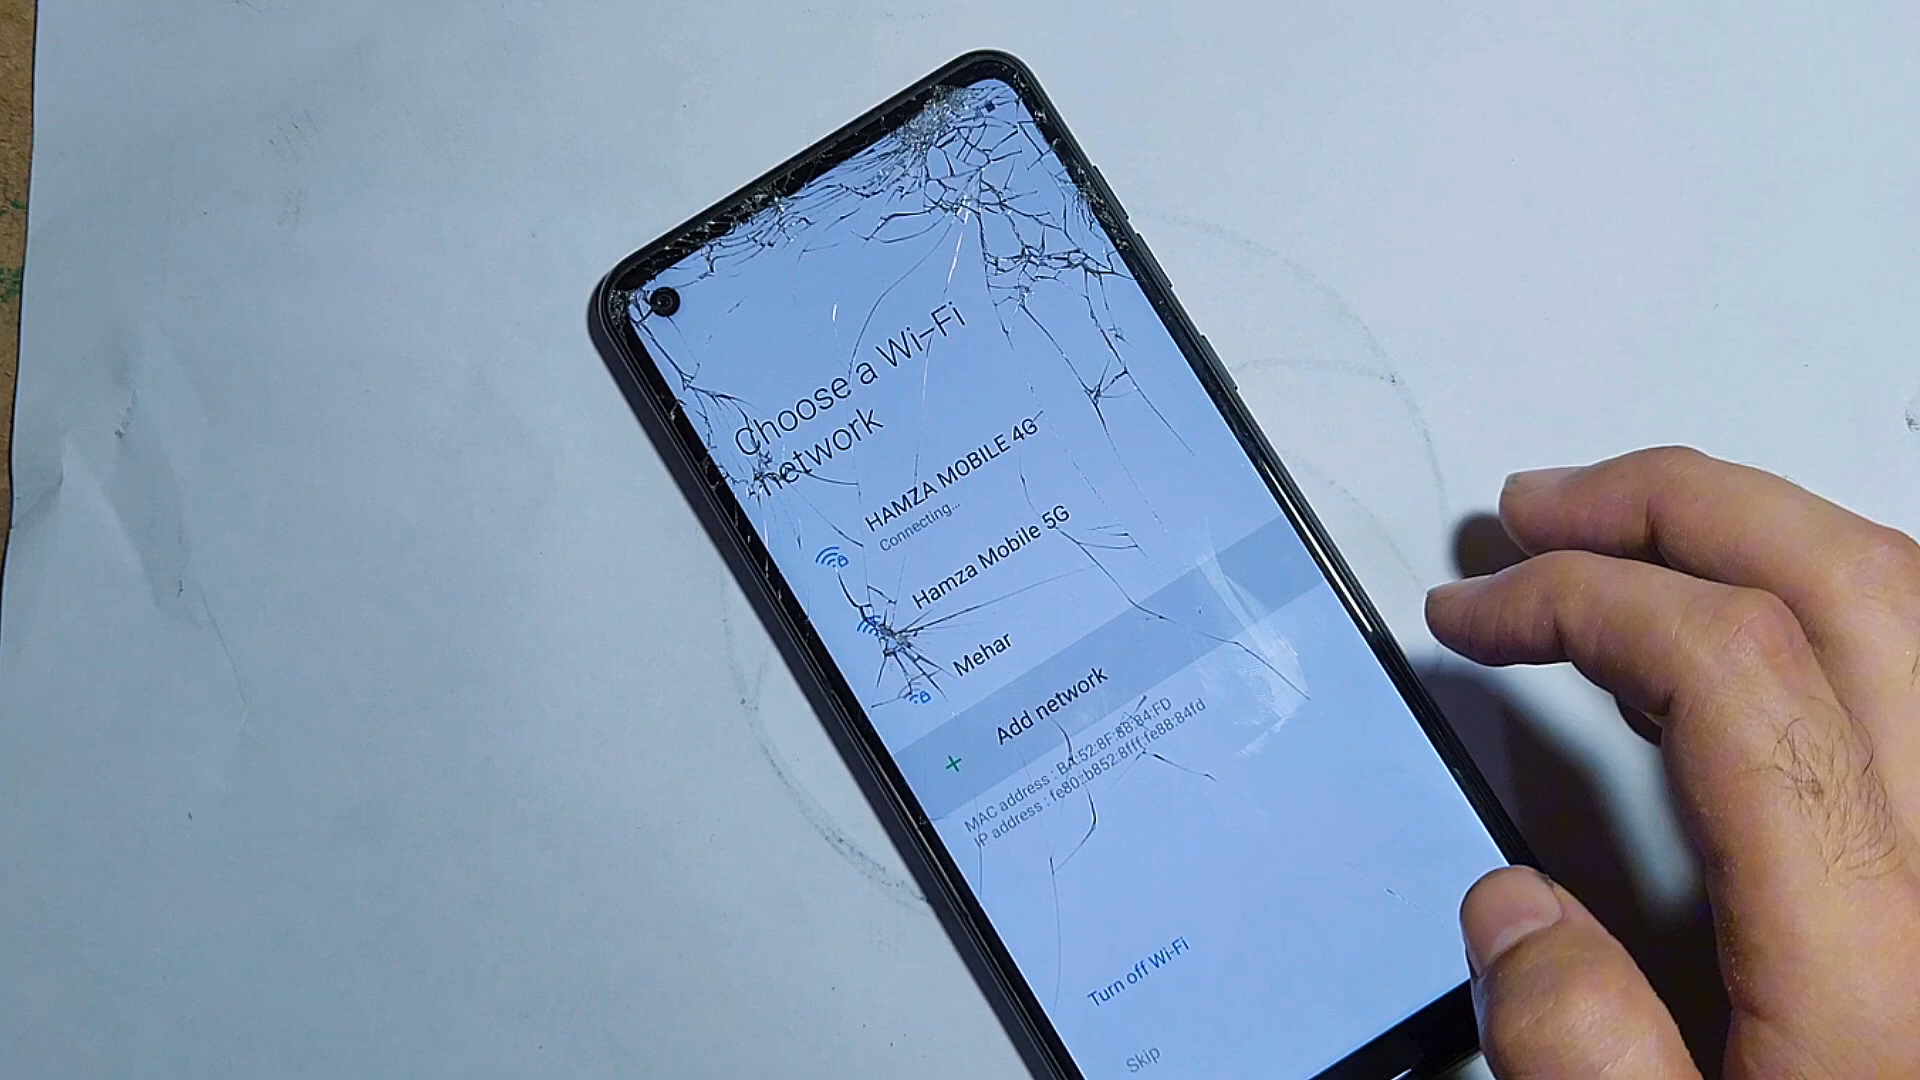 Choose a Wi-Fi
network
HAMZA MOBILE 4G
Connecting...
Hamza Mobile 5G
Mehar
+ Add network
MAC address : BA:52:8F:88:84:FD
IP address : fe80::b852:8fff:fe88:84fd
Turn off Wi-Fi
Skip